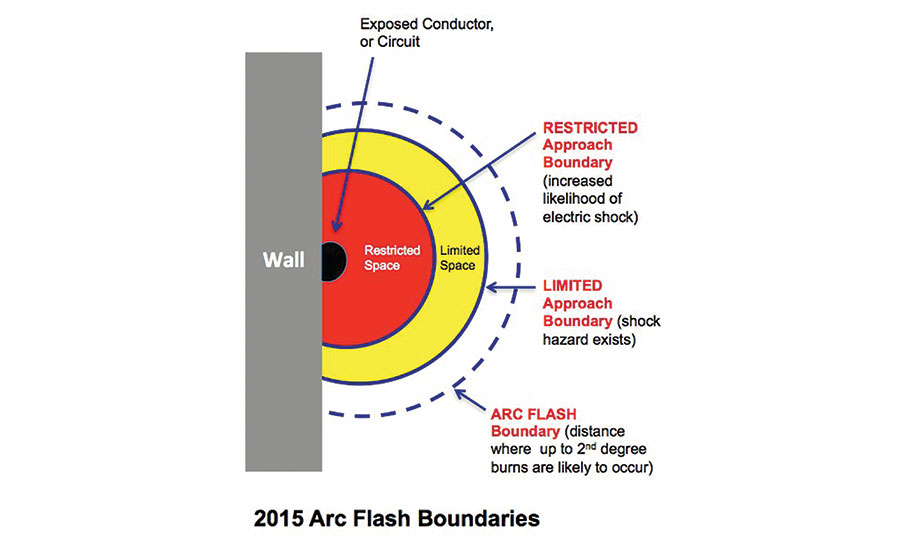 Exposed Conductor,
or Circuit
RESTRICTED
Approach
Boundary
(increased
likelihood of
electric shock)
Wall
Restricted
Space
Limited
Space
LIMITED
Approach
Boundary (shock
hazard exists)
ARC FLASH
Boundary (distance
where up to 2nd degree
burns are likely to occur)
2015 Arc Flash Boundaries